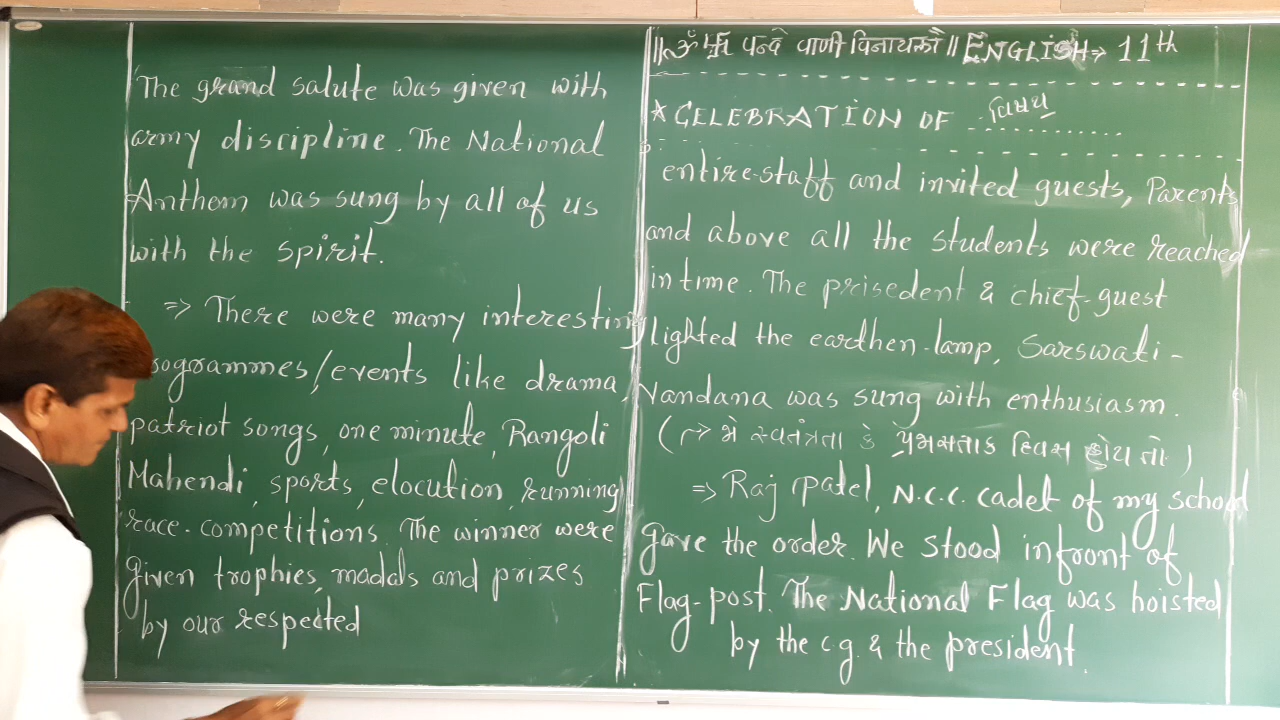 ॥ ૐ 卐 वन्दे वाणी विनायकौ ॥ ENGLISH → 11th
* CELEBRATION OF ..વિષય..
entire-staff and invited guests, Parents
and above all the students were reached
in time. The prisedent & chief-guest
lighted the earthen-lamp, Sarswati-
Vandana was sung with enthusiasm.
(→ જો સ્વતંત્રતા કે પ્રજાસત્તાક દિવસ હોય તો)
⇒ Raj Patel, N.C.C. cadet of my school
gave the order. We stood infront of
Flag-post. The National Flag was hoisted
by the c.g. & the president.
The grand salute was given with
army discipline. The National
Anthem was sung by all of us
with the spirit.
⇒ There were many interesting
rogrammes/events like drama,
patriot songs, one minute, Rangoli
Mahendi, sports, elocution, running
race-competitions. The winner were
given trophies, madals and prizes
by our respected